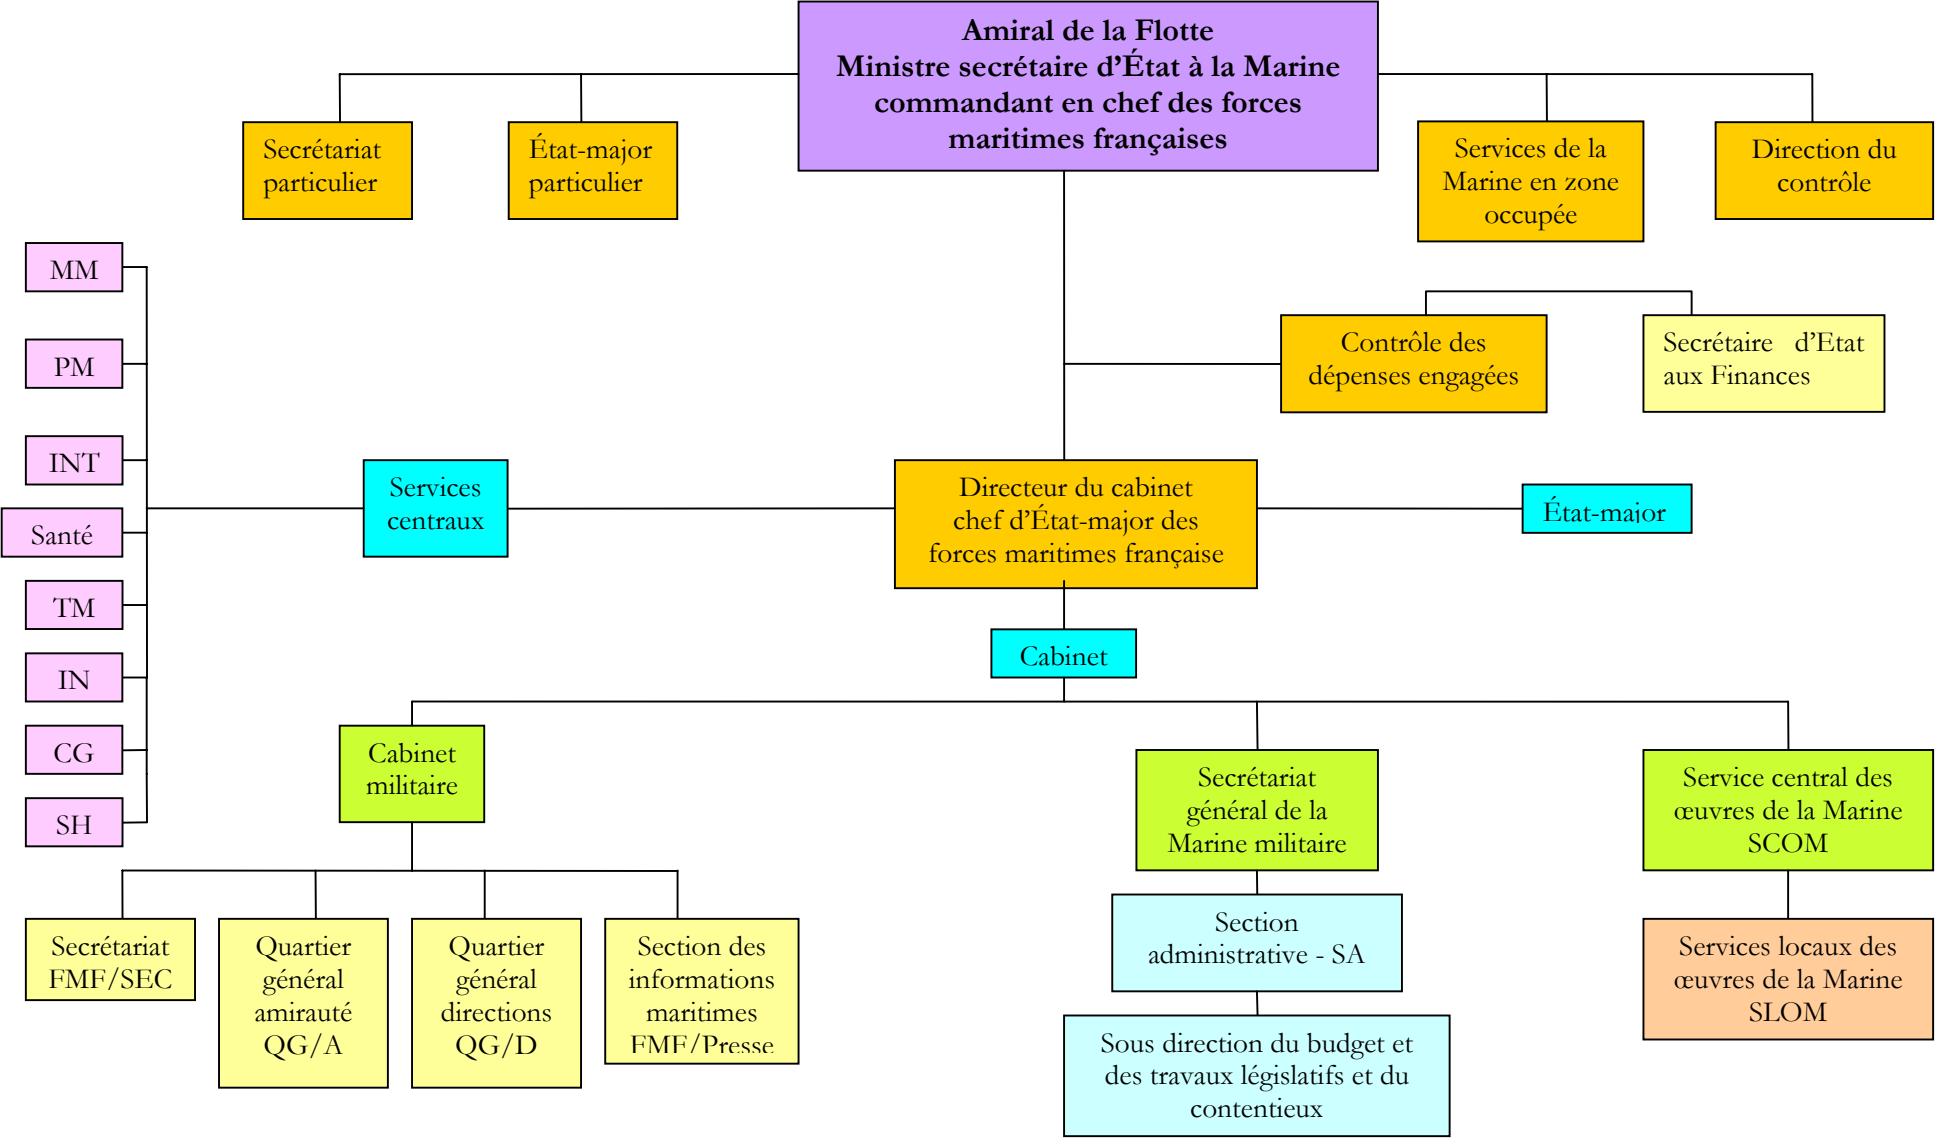 Amiral de la Flotte
Ministre secrétaire d’État à la Marine
commandant en chef des forces
maritimes françaises
Secrétariat
particulier
État-major
particulier
Services de la
Marine en zone
occupée
Direction du
contrôle
MM
PM
INT
Santé
TM
IN
CG
SH
Contrôle des
dépenses engagées
Secrétaire d’Etat
aux Finances
Services
centraux
Directeur du cabinet
chef d’État-major des
forces maritimes française
État-major
Cabinet
Cabinet
militaire
Secrétariat
général de la
Marine militaire
Service central des
œuvres de la Marine
SCOM
Secrétariat
FMF/SEC
Quartier
général
amirauté
QG/A
Quartier
général
directions
QG/D
Section des
informations
maritimes
FMF/Presse
Section
administrative - SA
Services locaux des
œuvres de la Marine
SLOM
Sous direction du budget et
des travaux législatifs et du
contentieux